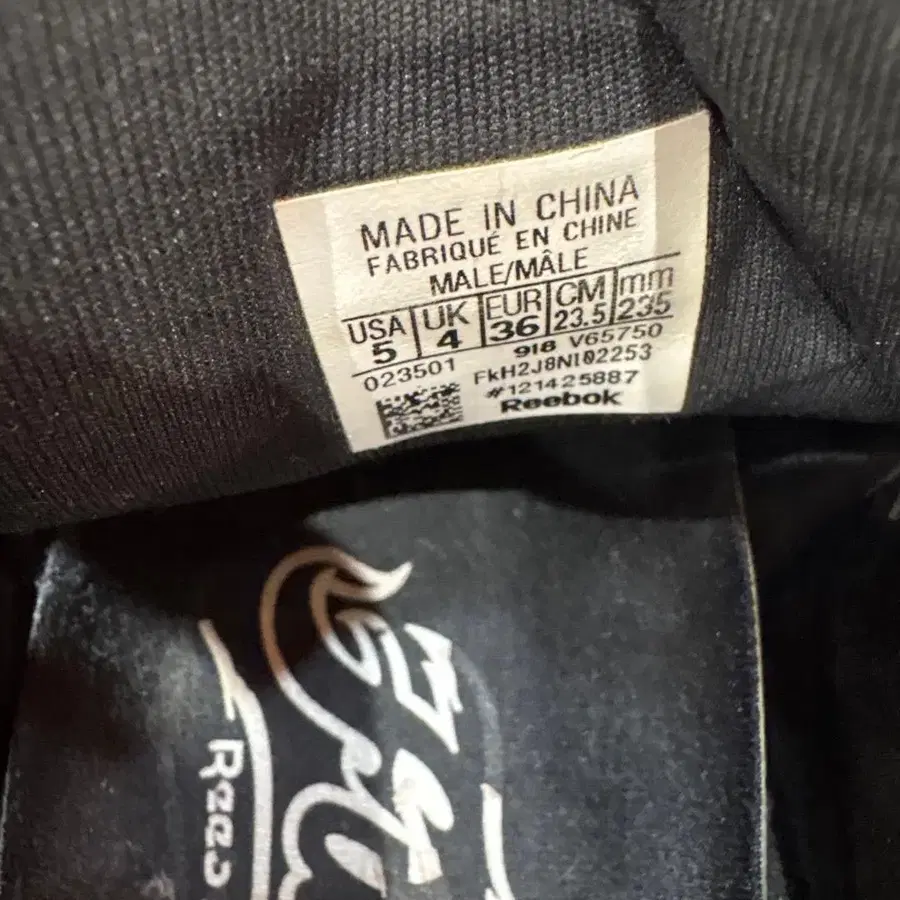 MADE IN CHINA
FABRIQUÉ EN CHINE
MALE/MÂLE
USA UK EUR CM mm
5 4 36 23.5 235
023501 918 V65750
FkH2J8NI02253
#121425887
Reebok